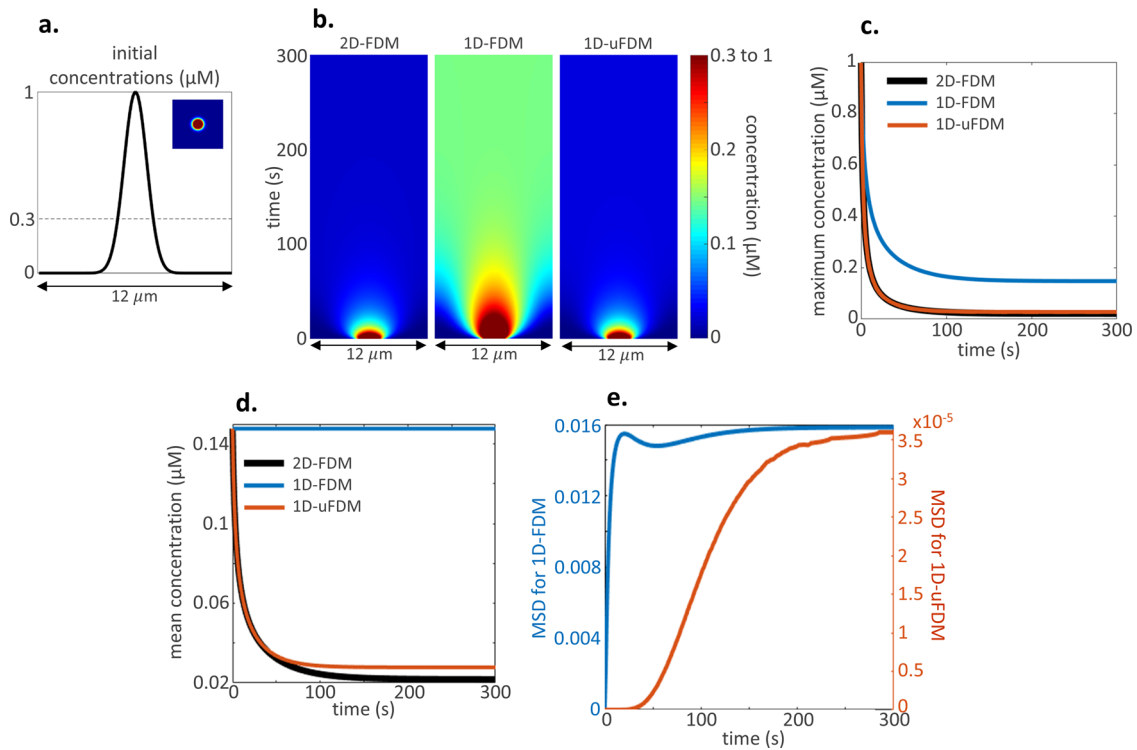 a.
initial
concentrations (µM)
1
0.3
0
12 µm
b.
2D-FDM
1D-FDM
1D-uFDM
300
200
100
0
time (s)
12 µm
12 µm
12 µm
0.3 to 1
0.1
0
concentration (µM)
c.
1
0.8
0.6
0.4
0.2
0
maximum concentration (µM)
2D-FDM
1D-FDM
1D-uFDM
0
100
200
300
time (s)
d.
0.14
0.1
0.06
0.02
mean concentration (µM)
2D-FDM
1D-FDM
1D-uFDM
0
100
200
300
time (s)
e.
0.016
0.012
0.008
0.004
0
MSD for 1D-FDM
x10-5
3.5
3
2.5
2
1.5
1
0.5
0
MSD for 1D-uFDM
0
100
200
300
time (s)